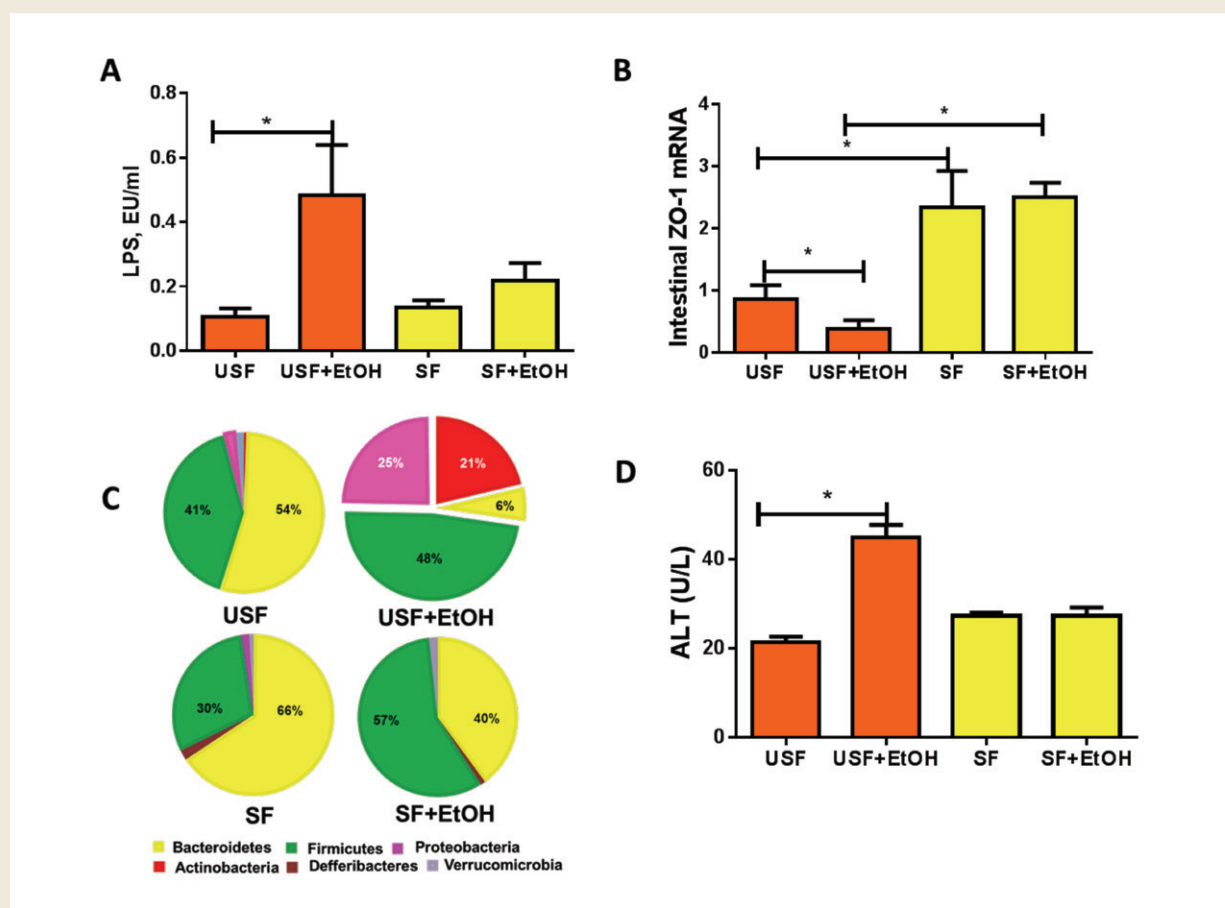 A
LPS, EU/ml
0.8
0.6
0.4
0.2
0.0
*
USF USF+EtOH SF SF+EtOH
B
Intestinal ZO-1 mRNA
4
3
2
1
0
*
*
*
USF USF+EtOH SF SF+EtOH
C
41% 54%
USF
25% 21%
6%
48%
USF+EtOH
30% 66%
SF
57% 40%
SF+EtOH
Bacteroidetes Firmicutes Proteobacteria
Actinobacteria Defferibacteres Verrucomicrobia
D
ALT (U/L)
60
40
20
0
*
USF USF+EtOH SF SF+EtOH